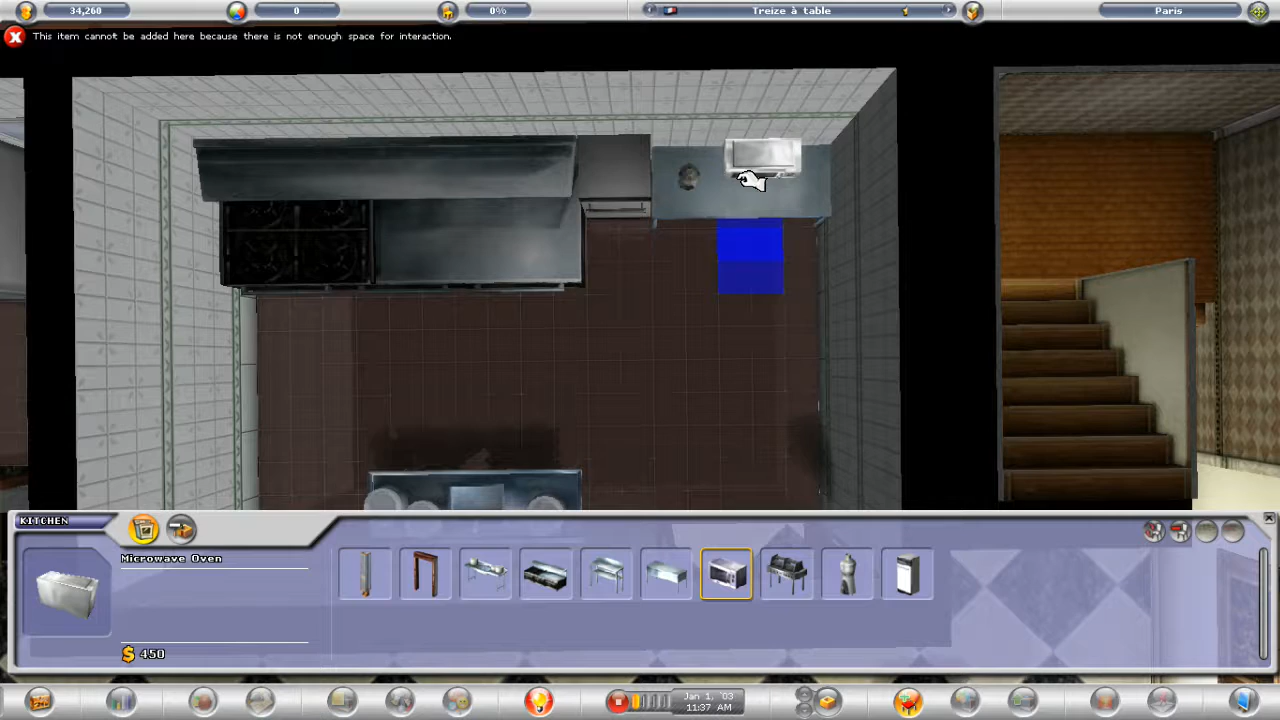 34,260
0
0%
Treize à table
Paris
This item cannot be added here because there is not enough space for interaction.
KITCHEN
Microwave Oven
$ 450
Jan 1, '03
11:37 AM